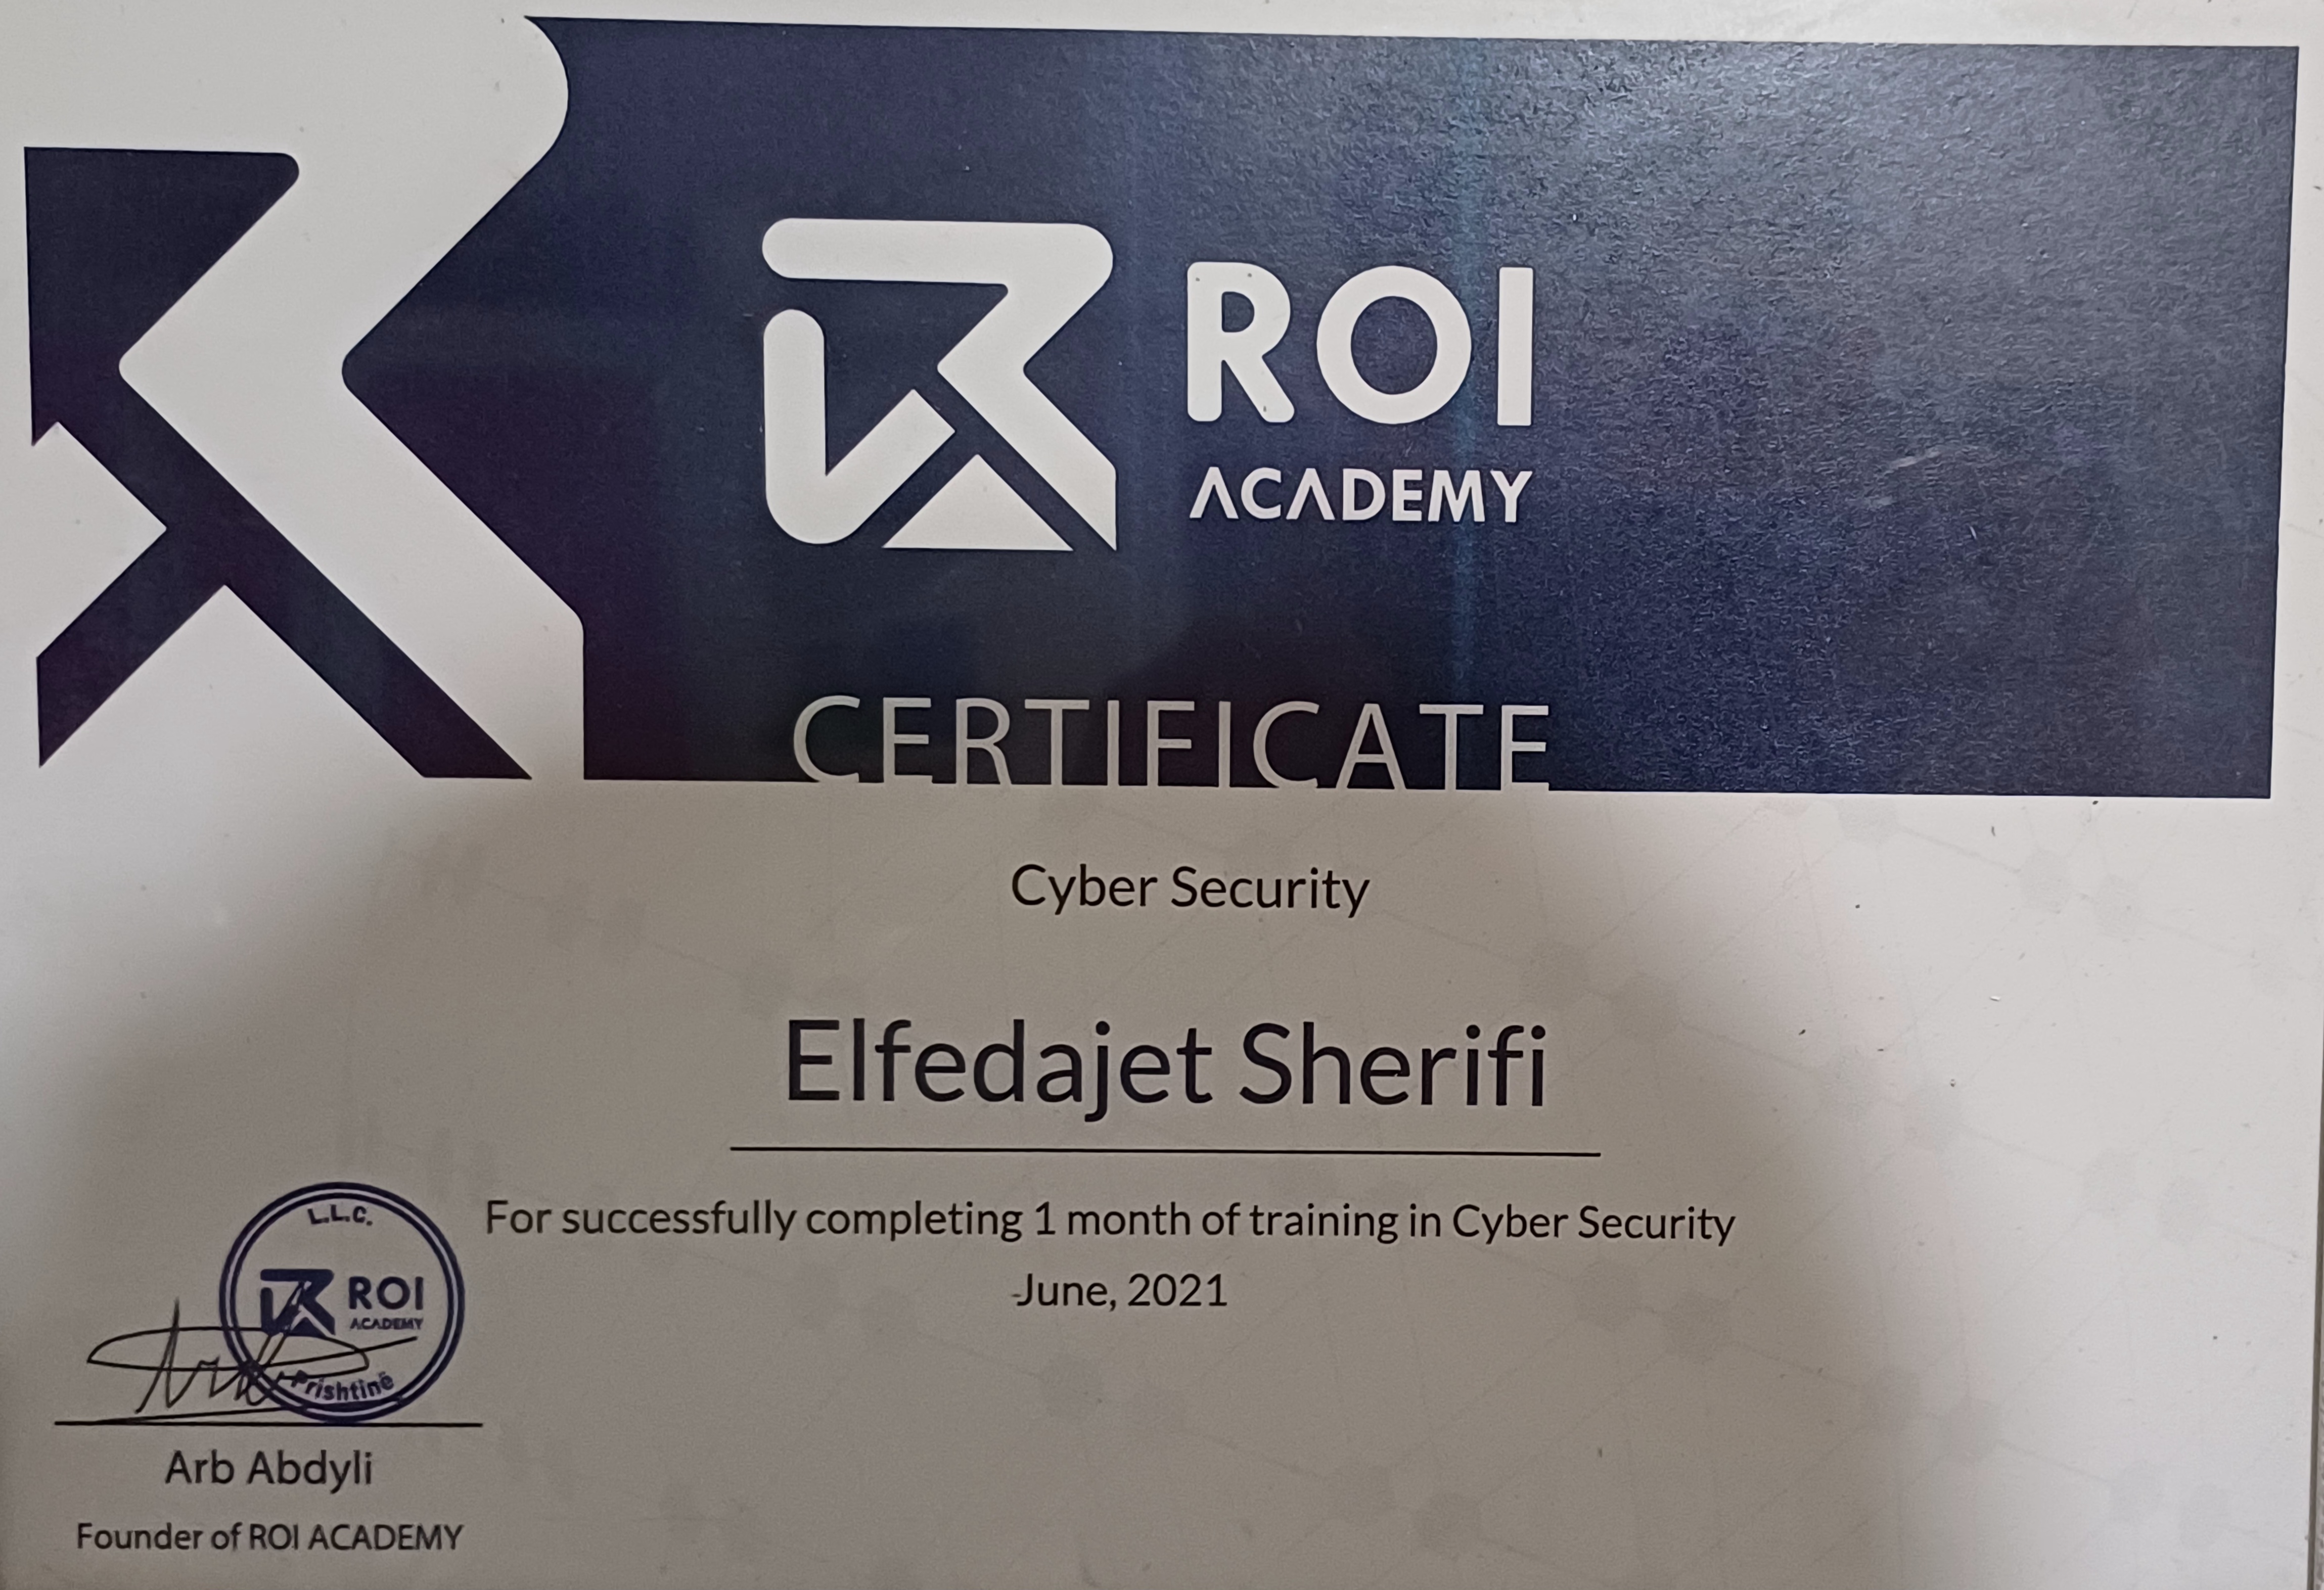 ROI
ACADEMY
CERTIFICATE
Cyber Security
Elfedajet Sherifi
For successfully completing 1 month of training in Cyber Security
June, 2021
L.L.C.
ROI
ACADEMY
Prishtinë
Arb Abdyli
Founder of ROI ACADEMY